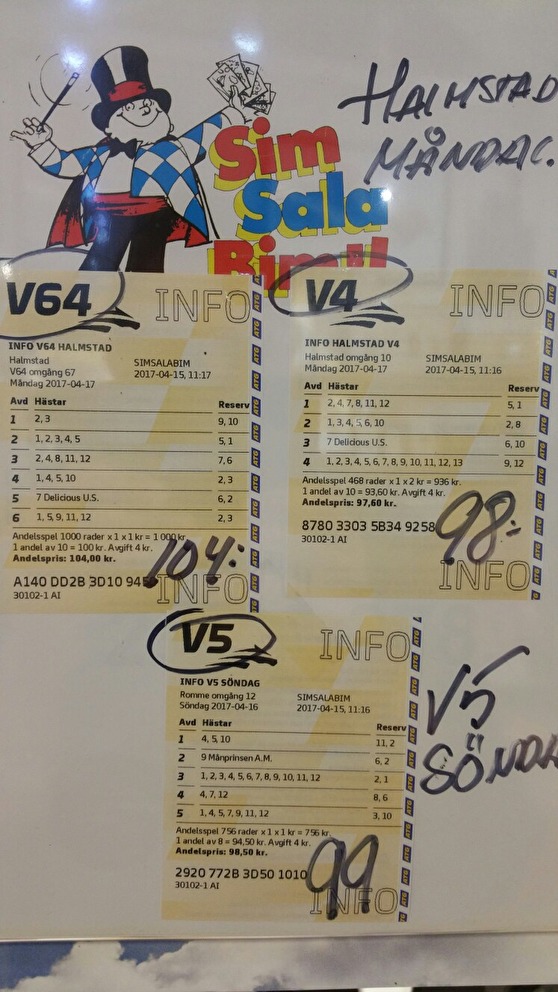 HALMSTAD
MÅNDAG.
Sim
Sala
Bim!!
V64
INFO
INFO V64 HALMSTAD
Halmstad
V64 omgång 67
Måndag 2017-04-17
SIMSALABIM
2017-04-15, 11:17
Avd Hästar Reserv
1 2, 3 9, 10
2 1, 2, 3, 4, 5 5, 1
3 2, 4, 8, 11, 12 7, 6
4 1, 4, 5, 10 2, 3
5 7 Delicious U.S. 6, 2
6 1, 5, 9, 11, 12 2, 3
Andelsspel 1000 rader x 1 x 1 kr = 1 000 kr.
1 andel av 10 = 100 kr. Avgift 4 kr.
Andelspris: 104,00 kr.
104:-
A140 DD2B 3D10 945
30102-1 AI
INFO
V4
INFO
INFO HALMSTAD V4
Halmstad omgång 10
Måndag 2017-04-17
SIMSALABIM
2017-04-15, 11:16
Avd Hästar Reserv
1 2, 4, 7, 8, 11, 12 5, 1
2 1, 3, 4, 5, 6, 10 2, 8
3 7 Delicious U.S. 6, 10
4 1, 2, 3, 4, 5, 6, 7, 8, 9, 10, 11, 12, 13 9, 12
Andelsspel 468 rader x 1 x 2 kr = 936 kr.
1 andel av 10 = 93,60 kr. Avgift 4 kr.
Andelspris: 97,60 kr.
98:-
8780 3303 5B34 9258
30102-1 AI
INFO
V5
INFO
INFO V5 SÖNDAG
Romme omgång 12
Söndag 2017-04-16
SIMSALABIM
2017-04-15, 11:16
Avd Hästar Reserv
1 4, 5, 10 11, 2
2 9 Månprinsen A.M. 6, 2
3 1, 2, 3, 4, 5, 6, 7, 8, 9, 10, 11, 12 2, 1
4 4, 7, 12 8, 6
5 1, 4, 5, 7, 9, 11, 12 3, 10
Andelsspel 756 rader x 1 x 1 kr = 756 kr.
1 andel av 8 = 94,50 kr. Avgift 4 kr.
Andelspris: 98,50 kr.
99
2920 772B 3D50 1010
30102-1 AI
INFO
V5
SÖNDA
ATG